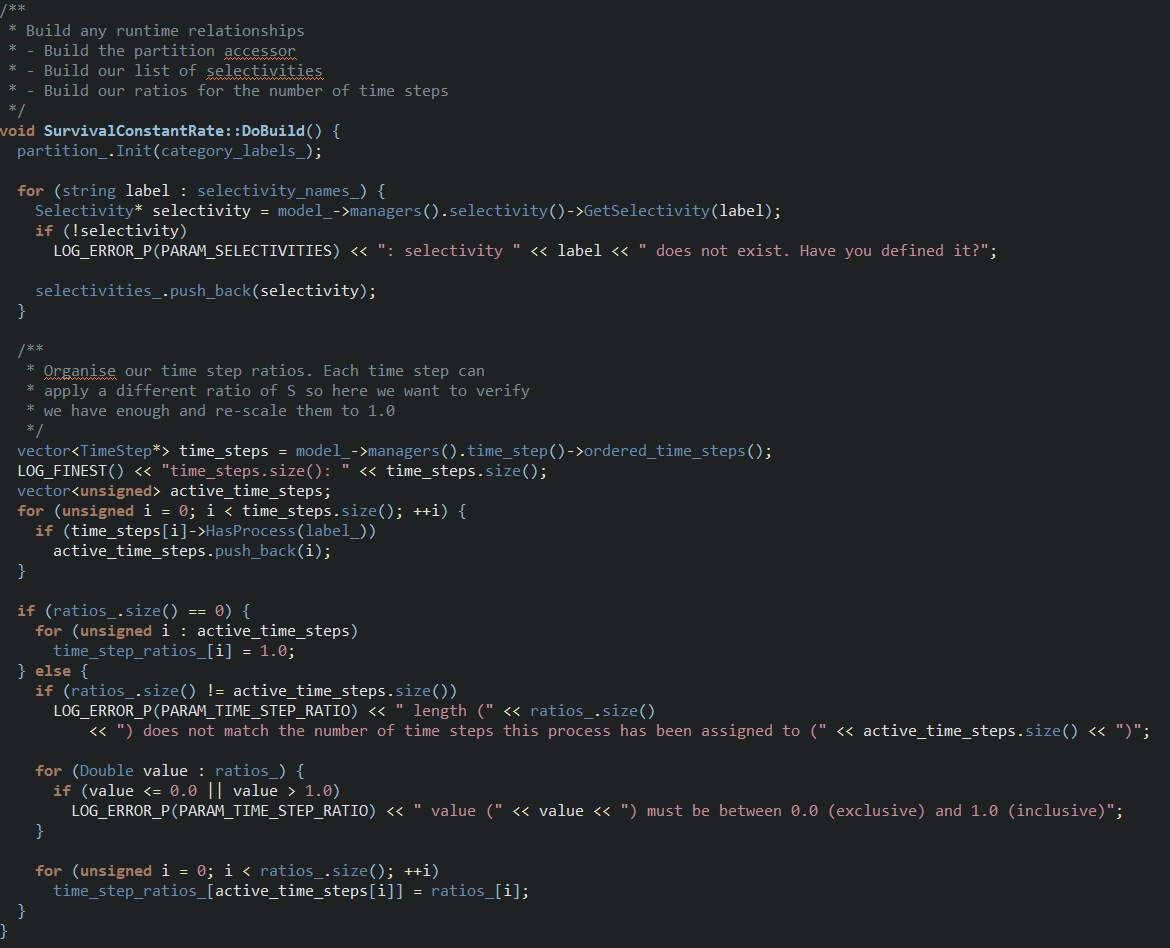 /**
 * Build any runtime relationships
 * - Build the partition accessor
 * - Build our list of selectivities
 * - Build our ratios for the number of time steps
 */
void SurvivalConstantRate::DoBuild() {
  partition_.Init(category_labels_);

  for (string label : selectivity_names_) {
    Selectivity* selectivity = model_->managers().selectivity()->GetSelectivity(label);
    if (!selectivity)
      LOG_ERROR_P(PARAM_SELECTIVITIES) << ": selectivity " << label << " does not exist. Have you defined it?";

    selectivities_.push_back(selectivity);
  }

  /**
   * Organise our time step ratios. Each time step can
   * apply a different ratio of S so here we want to verify
   * we have enough and re-scale them to 1.0
   */
  vector<TimeStep*> time_steps = model_->managers().time_step()->ordered_time_steps();
  LOG_FINEST() << "time_steps.size(): " << time_steps.size();
  vector<unsigned> active_time_steps;
  for (unsigned i = 0; i < time_steps.size(); ++i) {
    if (time_steps[i]->HasProcess(label_))
      active_time_steps.push_back(i);
  }

  if (ratios_.size() == 0) {
    for (unsigned i : active_time_steps)
      time_step_ratios_[i] = 1.0;
  } else {
    if (ratios_.size() != active_time_steps.size())
      LOG_ERROR_P(PARAM_TIME_STEP_RATIO) << " length (" << ratios_.size()
          << ") does not match the number of time steps this process has been assigned to (" << active_time_steps.size() << ")";

    for (Double value : ratios_) {
      if (value <= 0.0 || value > 1.0)
        LOG_ERROR_P(PARAM_TIME_STEP_RATIO) << " value (" << value << ") must be between 0.0 (exclusive) and 1.0 (inclusive)";
    }

    for (unsigned i = 0; i < ratios_.size(); ++i)
      time_step_ratios_[active_time_steps[i]] = ratios_[i];
  }
}